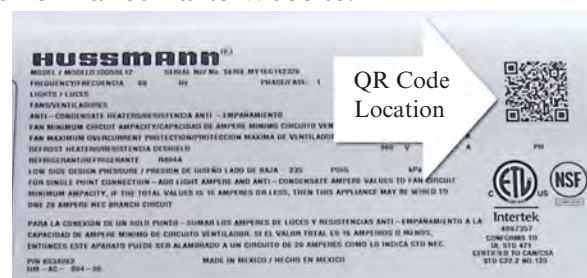 HUSSMANN®
MODEL / MODELO SERIAL No/ No. SERIE
FREQUENCY/FRECUENCIA 60 Hz PHASE/FASE: 1
LIGHTS / LUCES
FANS/VENTILADORES
ANTI-CONDENSATE HEATERS/RESISTENCIA ANTI-EMPAÑAMIENTO
FAN MINIMUM CIRCUIT AMPACITY/CAPACIDAD DE AMPERE MINIMO CIRCUITO
FAN MAXIMUM OVERCURRENT PROTECTION/PROTECCION MAXIMA DE
DEFROST HEATERS/RESISTENCIA DESHIELO V A PH
REFRIGERANT/REFRIGERANTE R404A
LOW SIDE DESIGN PRESSURE / PRESION DE DISEÑO LADO DE BAJA 235 PSIG kPa
FOR SINGLE POINT CONNECTION - ADD LIGHT AMPERE AND ANTI-CONDENSATE AMPERE VALUES TO FAN CIRCUIT
MINIMUM AMPACITY, IF THE TOTAL VALUES IS 16 AMPERES OR LESS, THEN THIS APPLIANCE MAY BE WIRED TO
ONE 20 AMPERE NEC BRANCH CIRCUIT
PARA LA CONEXION DE UN SOLO PUNTO - SUMAR LOS AMPERES DE LUCES Y RESISTENCIAS ANTI-EMPAÑAMIENTO A LA
CAPACIDAD DE AMPERE MINIMO DE CIRCUITO VENTILADOR. SI EL VALOR TOTAL ES 16 AMPERIOS O MENOS,
ENTONCES ESTE APARATO PUEDE SER ALAMBRADO A UN CIRCUITO DE 20 AMPERES COMO LO INDICA STD NEC.
P/N MADE IN MEXICO / HECHO EN MEXICO
QR Code
Location
C ETL US
NSF
Intertek
CONFORMS TO
UL STD 471
CERTIFIED TO CAN/CSA
STD C22.2 NO.120